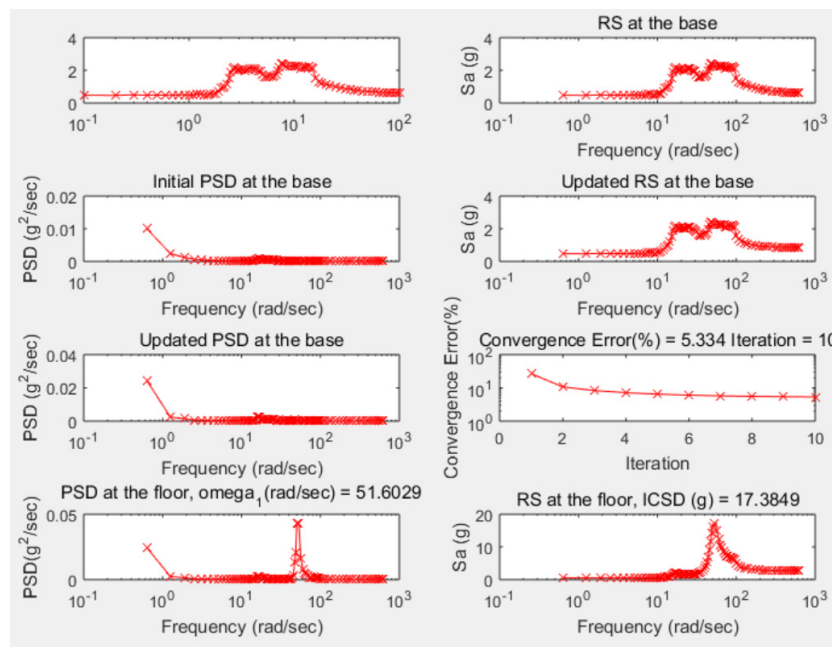 RS at the base
4
2
0
10^-1 10^0 10^1 10^2
Sa (g)
4
2
0
10^-1 10^0 10^1 10^2 10^3
Frequency (rad/sec)
Initial PSD at the base
PSD (g^2/sec)
0.02
0.01
0
10^-1 10^0 10^1 10^2 10^3
Frequency (rad/sec)
Updated RS at the base
Sa (g)
4
2
0
10^-1 10^0 10^1 10^2 10^3
Frequency (rad/sec)
Updated PSD at the base
PSD (g^2/sec)
0.04
0.02
0
10^-1 10^0 10^1 10^2 10^3
Frequency (rad/sec)
Convergence Error(%) = 5.334 Iteration = 10
Convergence Error(%)
10^2
10^1
10^0
0 2 4 6 8 10
Iteration
PSD at the floor, omega_1(rad/sec) = 51.6029
PSD(g^2/sec)
0.05
0
10^-1 10^0 10^1 10^2 10^3
Frequency (rad/sec)
RS at the floor, ICSD (g) = 17.3849
Sa (g)
20
10
0
10^-1 10^0 10^1 10^2 10^3
Frequency (rad/sec)